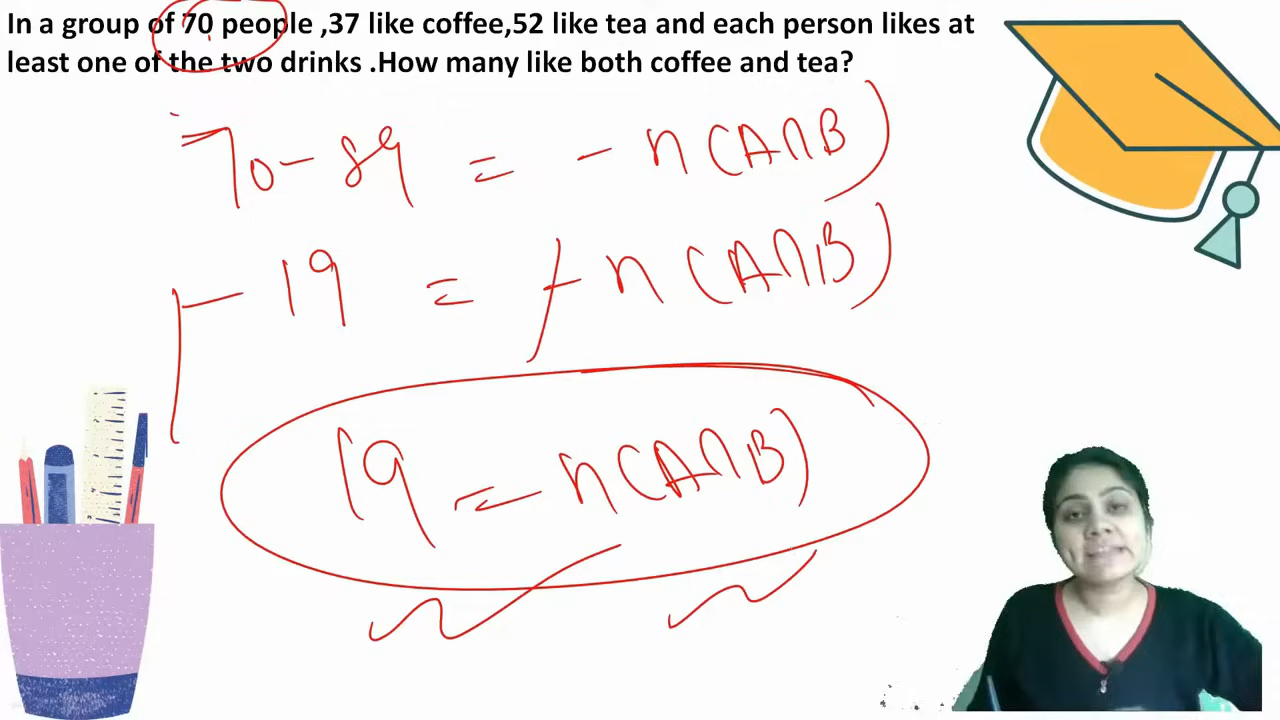 In a group of 70 people ,37 like coffee,52 like tea and each person likes at
least one of the two drinks .How many like both coffee and tea?
70 - 89 = - n(A∩B)
- 19 = - n(A∩B)
19 = n(A∩B)